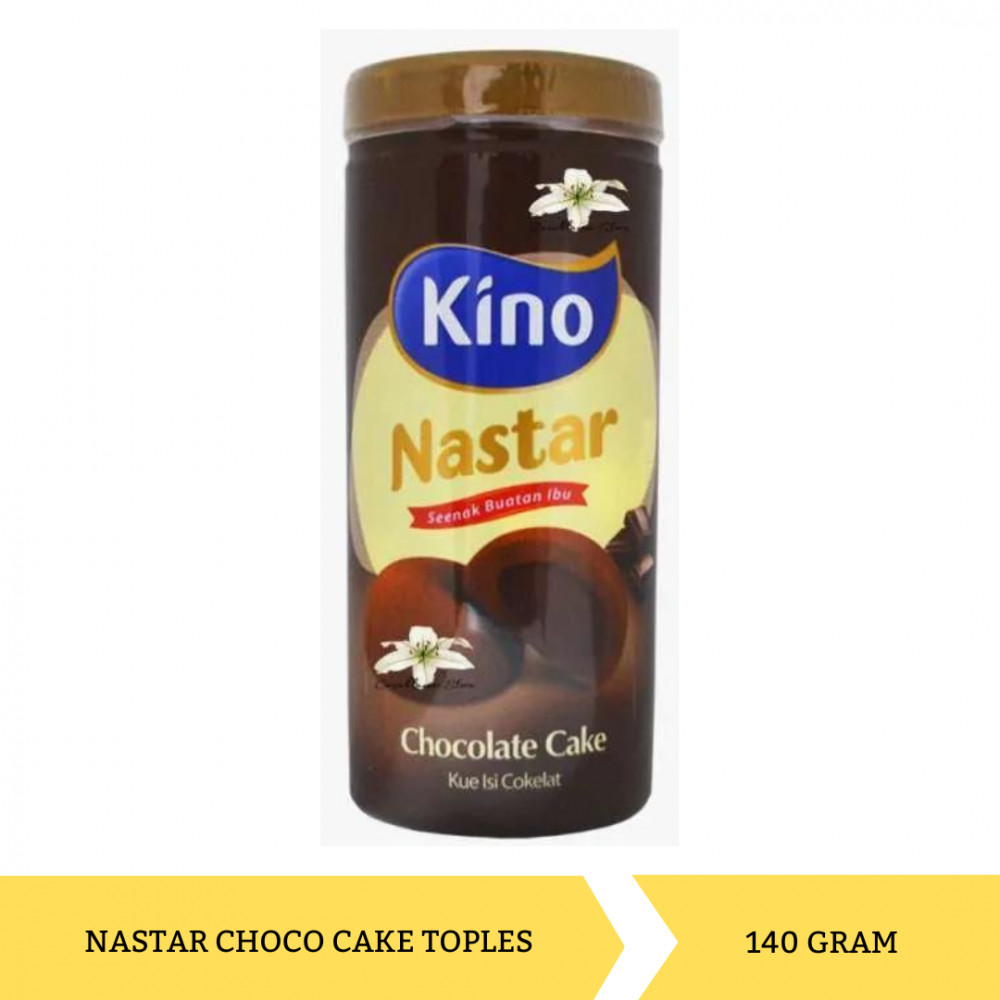 Kino
Nastar
Seenak Buatan Ibu
Chocolate Cake
Kue Isi Cokelat
NASTAR CHOCO CAKE TOPLES
140 GRAM